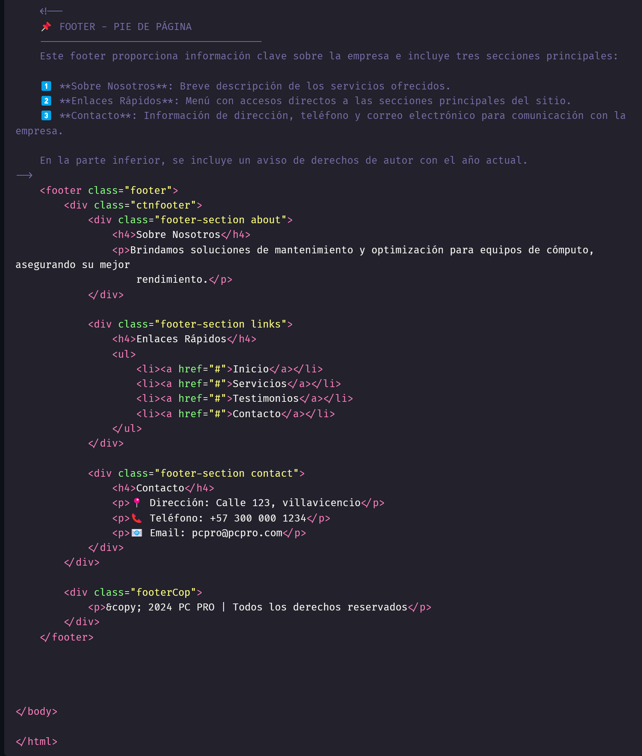 <!--
📌 FOOTER - PIE DE PÁGINA
-------------------------------------
Este footer proporciona información clave sobre la empresa e incluye tres secciones principales:
1️⃣ **Sobre Nosotros**: Breve descripción de los servicios ofrecidos.
2️⃣ **Enlaces Rápidos**: Menú con accesos directos a las secciones principales del sitio.
3️⃣ **Contacto**: Información de dirección, teléfono y correo electrónico para comunicación con la
empresa.
En la parte inferior, se incluye un aviso de derechos de autor con el año actual.
-->
<footer class="footer">
<div class="ctnfooter">
<div class="footer-section about">
<h4>Sobre Nosotros</h4>
<p>Brindamos soluciones de mantenimiento y optimización para equipos de cómputo,
asegurando su mejor
rendimiento.</p>
</div>
<div class="footer-section links">
<h4>Enlaces Rápidos</h4>
<ul>
<li><a href="#">Inicio</a></li>
<li><a href="#">Servicios</a></li>
<li><a href="#">Testimonios</a></li>
<li><a href="#">Contacto</a></li>
</ul>
</div>
<div class="footer-section contact">
<h4>Contacto</h4>
<p>📍 Dirección: Calle 123, villavicencio</p>
<p>📞 Teléfono: +57 300 000 1234</p>
<p>📧 Email: pcpro@pcpro.com</p>
</div>
</div>
<div class="footerCop">
<p>&copy; 2024 PC PRO | Todos los derechos reservados</p>
</div>
</footer>
</body>
</html>